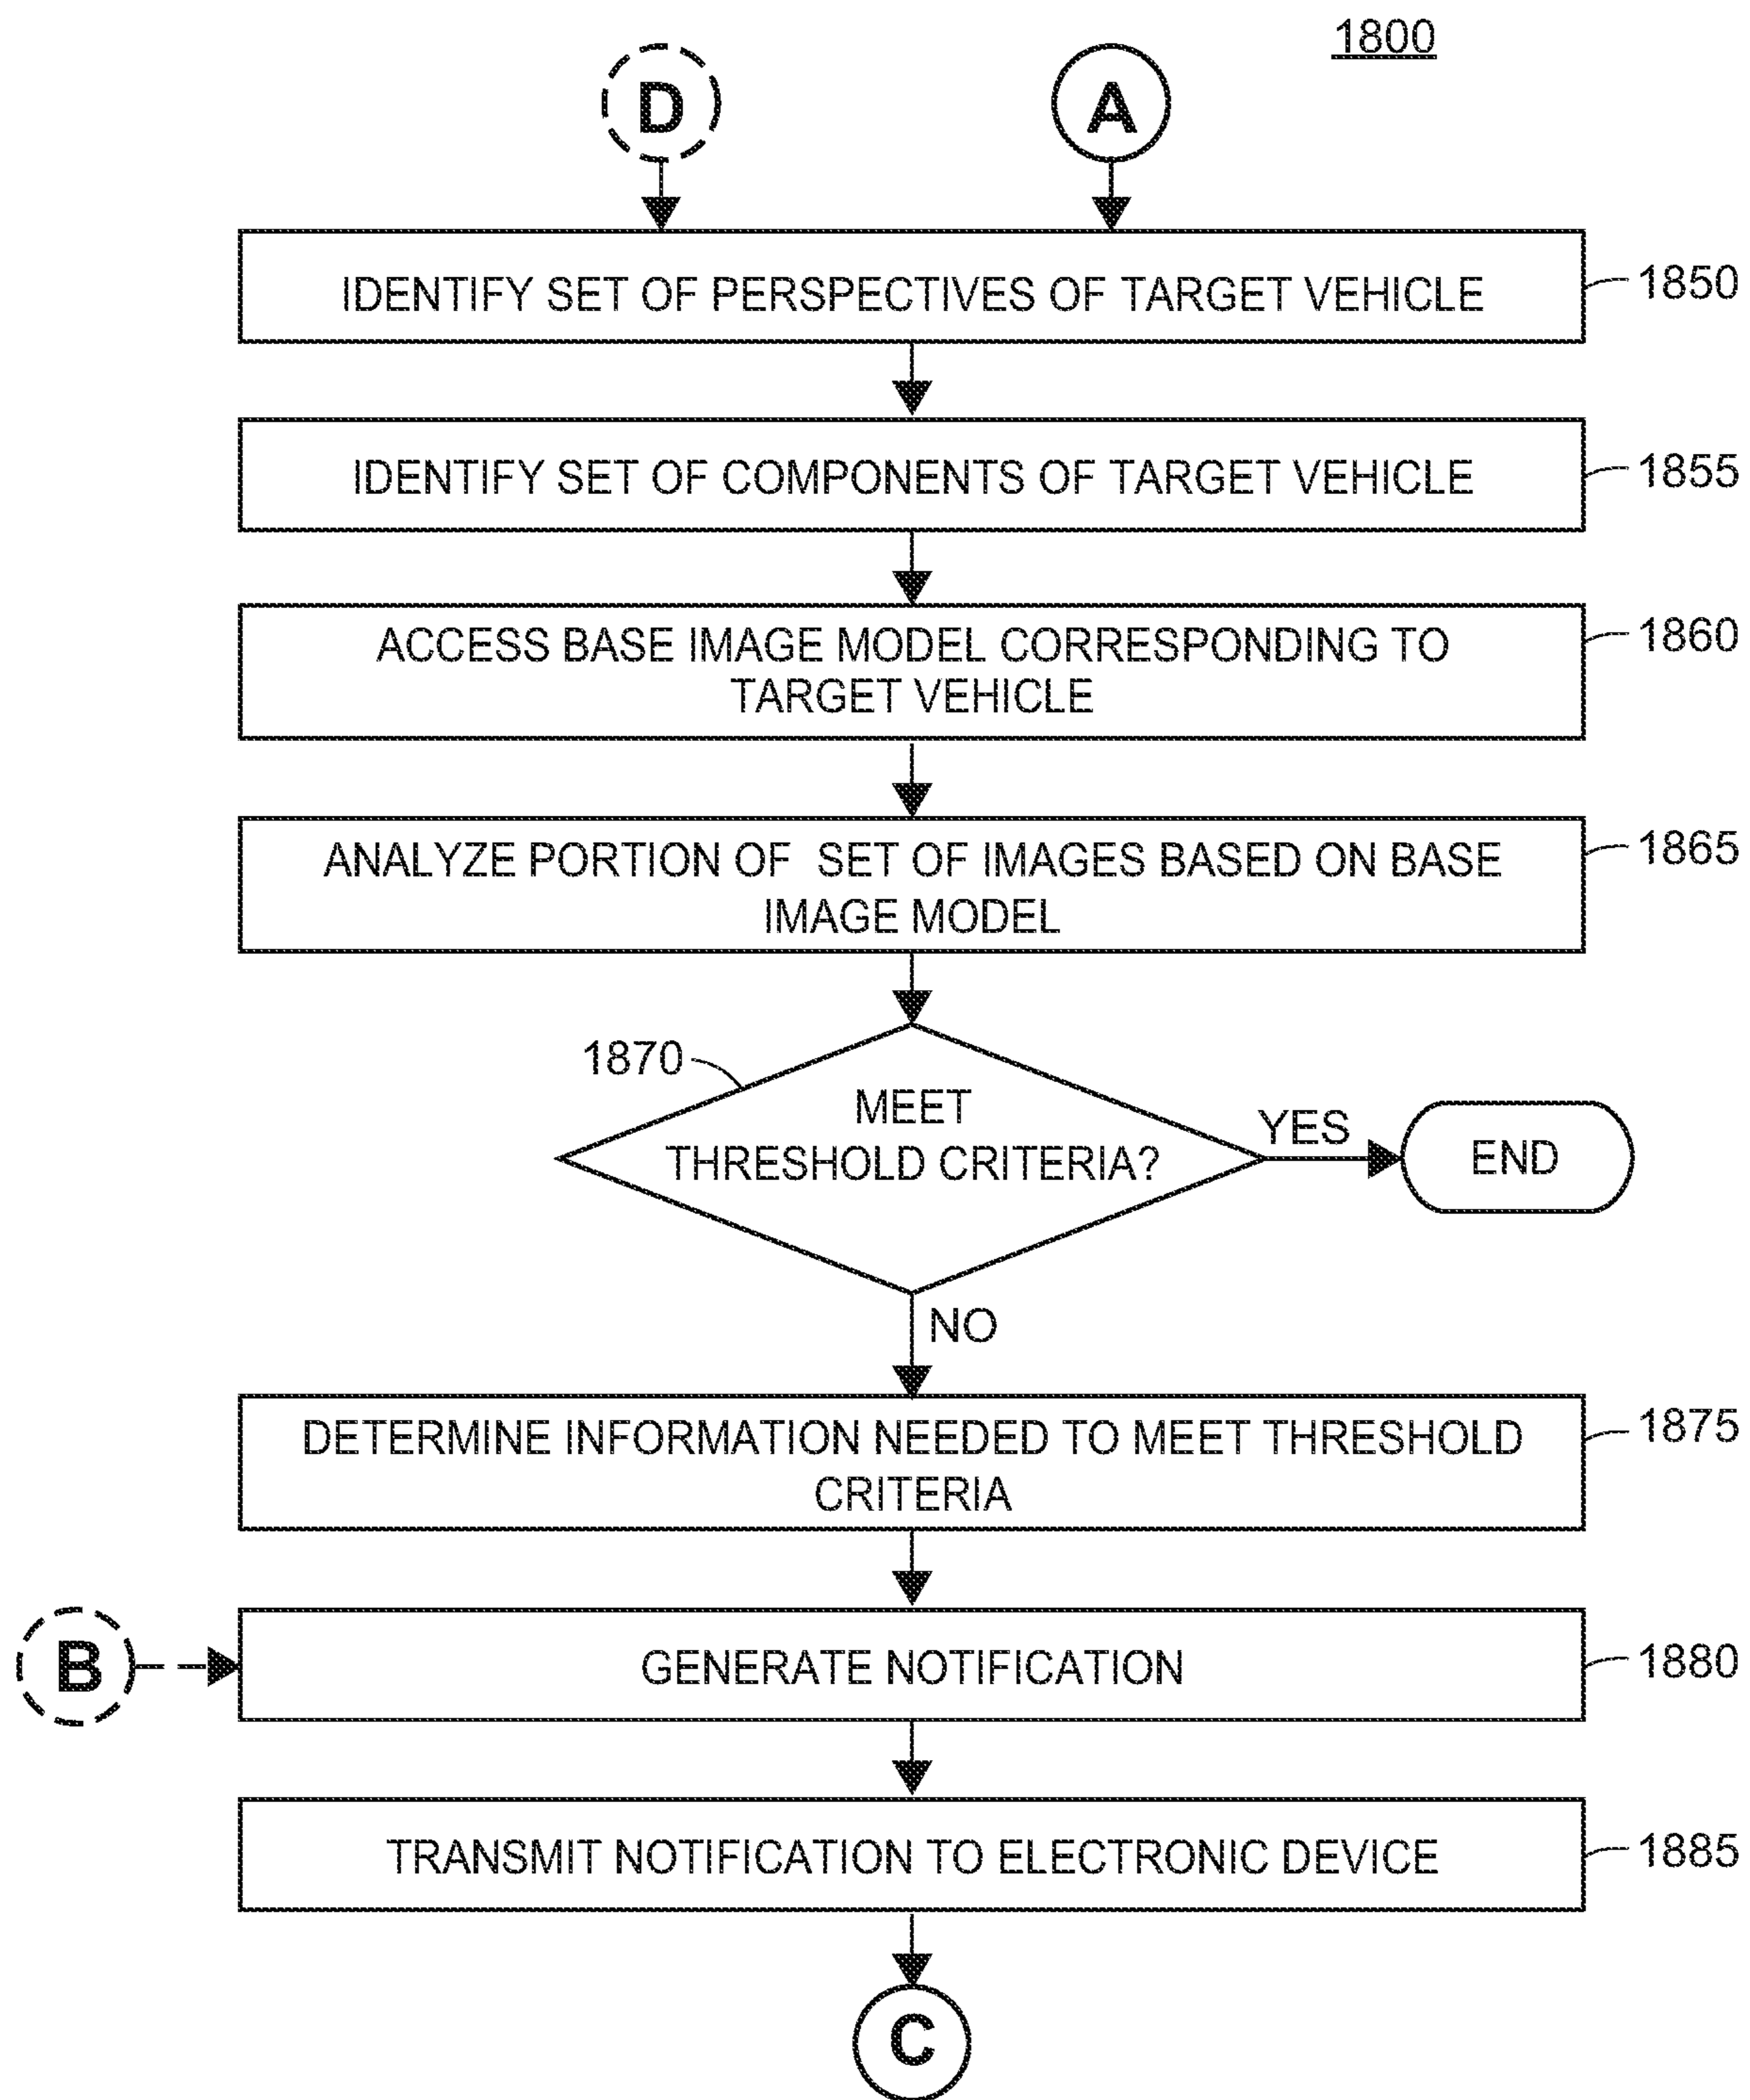 1800
D
A
IDENTIFY SET OF PERSPECTIVES OF TARGET VEHICLE
1850
IDENTIFY SET OF COMPONENTS OF TARGET VEHICLE
1855
ACCESS BASE IMAGE MODEL CORRESPONDING TO
TARGET VEHICLE
1860
ANALYZE PORTION OF SET OF IMAGES BASED ON BASE
IMAGE MODEL
1865
1870
MEET
THRESHOLD CRITERIA?
YES
END
NO
DETERMINE INFORMATION NEEDED TO MEET THRESHOLD
CRITERIA
1875
B
GENERATE NOTIFICATION
1880
TRANSMIT NOTIFICATION TO ELECTRONIC DEVICE
1885
C